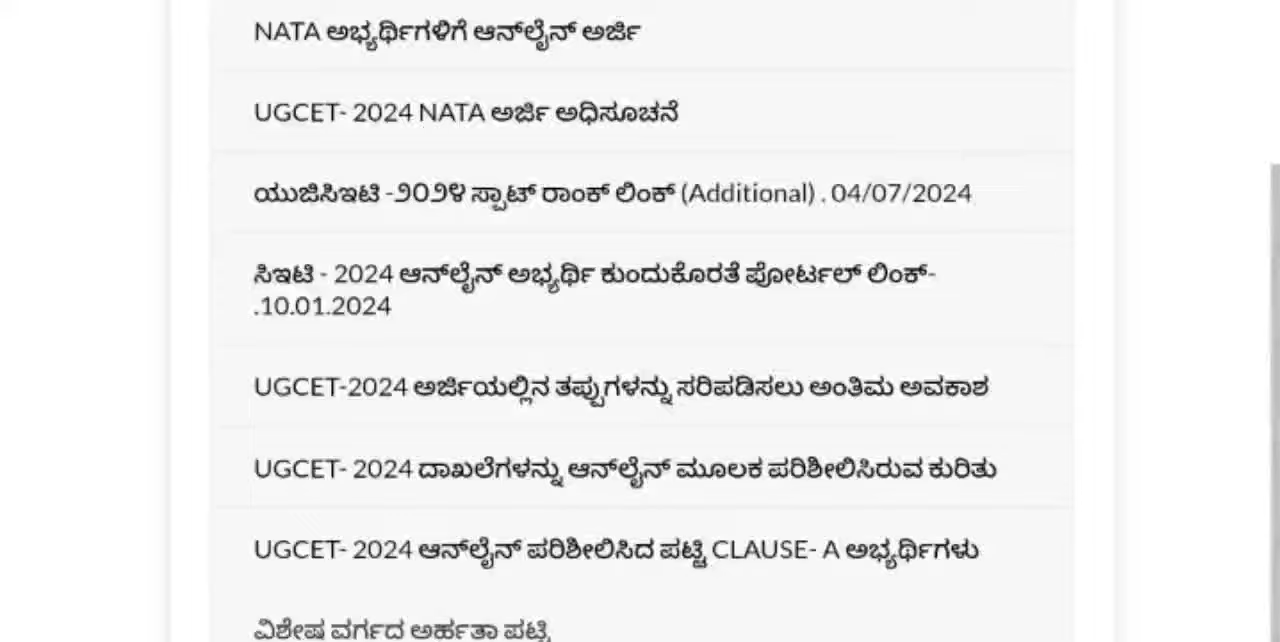 NATA ಅಭ್ಯರ್ಥಿಗಳಿಗೆ ಆನ್‌ಲೈನ್ ಅರ್ಜಿ
UGCET- 2024 NATA ಅರ್ಜಿ ಅಧಿಸೂಚನೆ
ಯುಜಿಸಿಇಟಿ -೨೦೨೪ ಸ್ಪಾಟ್ ರಾಂಕ್ ಲಿಂಕ್ (Additional) . 04/07/2024
ಸಿಇಟಿ - 2024 ಆನ್‌ಲೈನ್ ಅಭ್ಯರ್ಥಿ ಕುಂದುಕೊರತೆ ಪೋರ್ಟಲ್ ಲಿಂಕ್-
.10.01.2024
UGCET-2024 ಅರ್ಜಿಯಲ್ಲಿನ ತಪ್ಪುಗಳನ್ನು ಸರಿಪಡಿಸಲು ಅಂತಿಮ ಅವಕಾಶ
UGCET- 2024 ದಾಖಲೆಗಳನ್ನು ಆನ್‌ಲೈನ್ ಮೂಲಕ ಪರಿಶೀಲಿಸಿರುವ ಕುರಿತು
UGCET- 2024 ಆನ್‌ಲೈನ್ ಪರಿಶೀಲಿಸಿದ ಪಟ್ಟಿ CLAUSE- A ಅಭ್ಯರ್ಥಿಗಳು
ವಿಶೇಷ ವರ್ಗದ ಅರ್ಹತಾ ಪಟ್ಟಿ